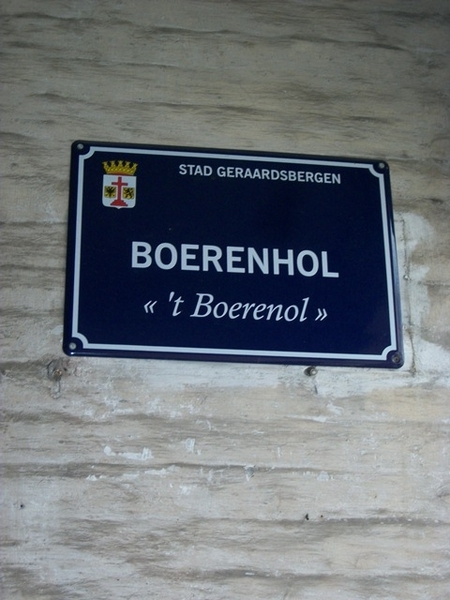 STAD GERAARDSBERGEN
BOERENHOL
« 't Boerenol »